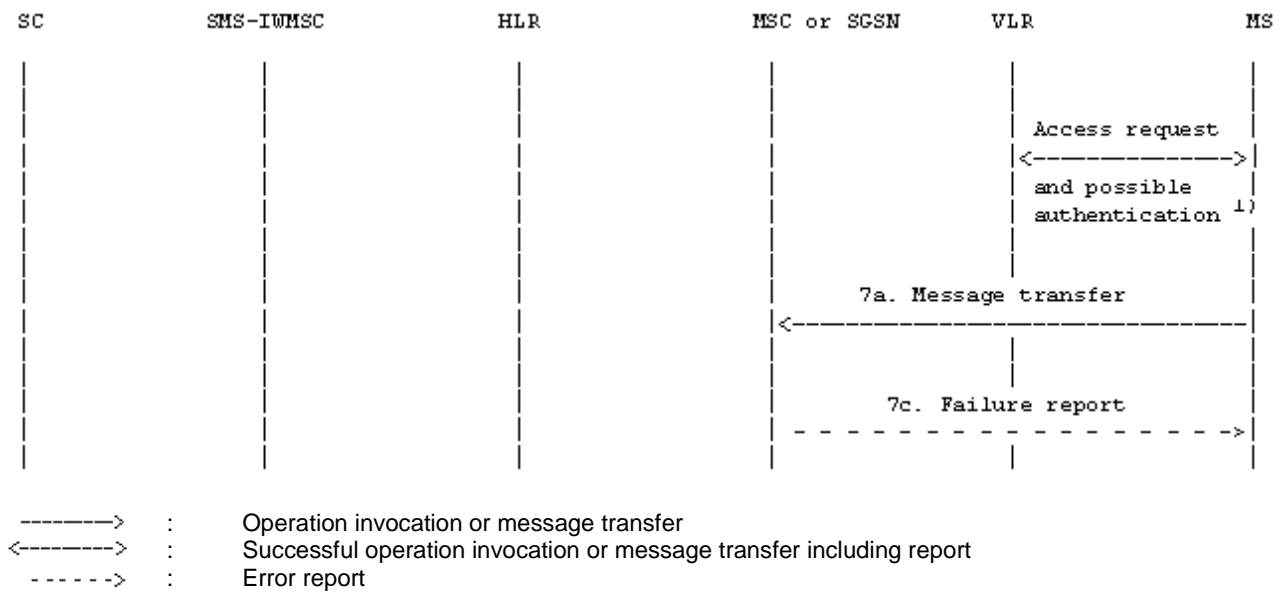 SC SMS-IWMSC HLR MSC or SGSN VLR MS
Access request
and possible
authentication 1)
7a. Message transfer
7c. Failure report
: Operation invocation or message transfer
: Successful operation invocation or message transfer including report
: Error report